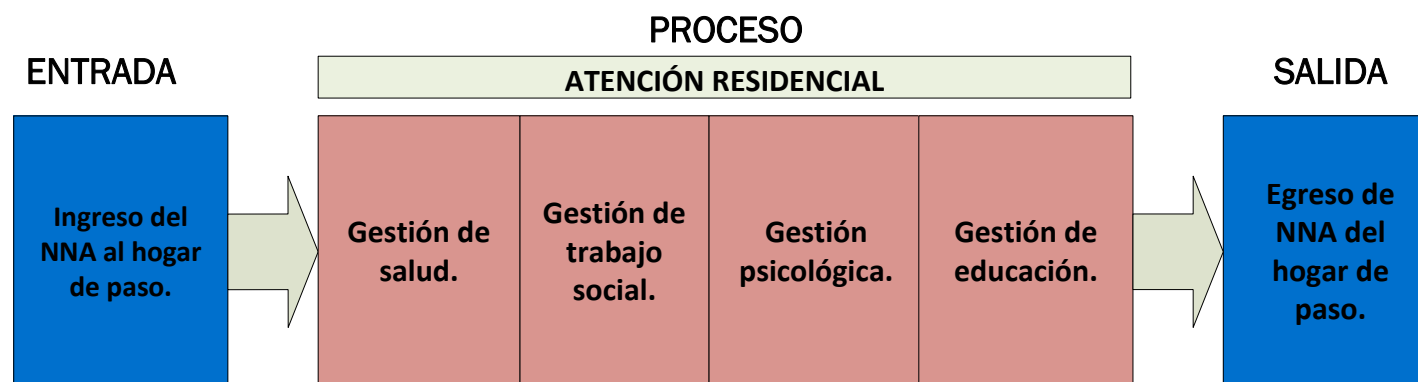 PROCESO
ENTRADA
ATENCIÓN RESIDENCIAL
SALIDA
Ingreso del
NNA al hogar
de paso.
Gestión de
salud.
Gestión de
trabajo
social.
Gestión
psicológica.
Gestión de
educación.
Egreso de
NNA del
hogar de
paso.